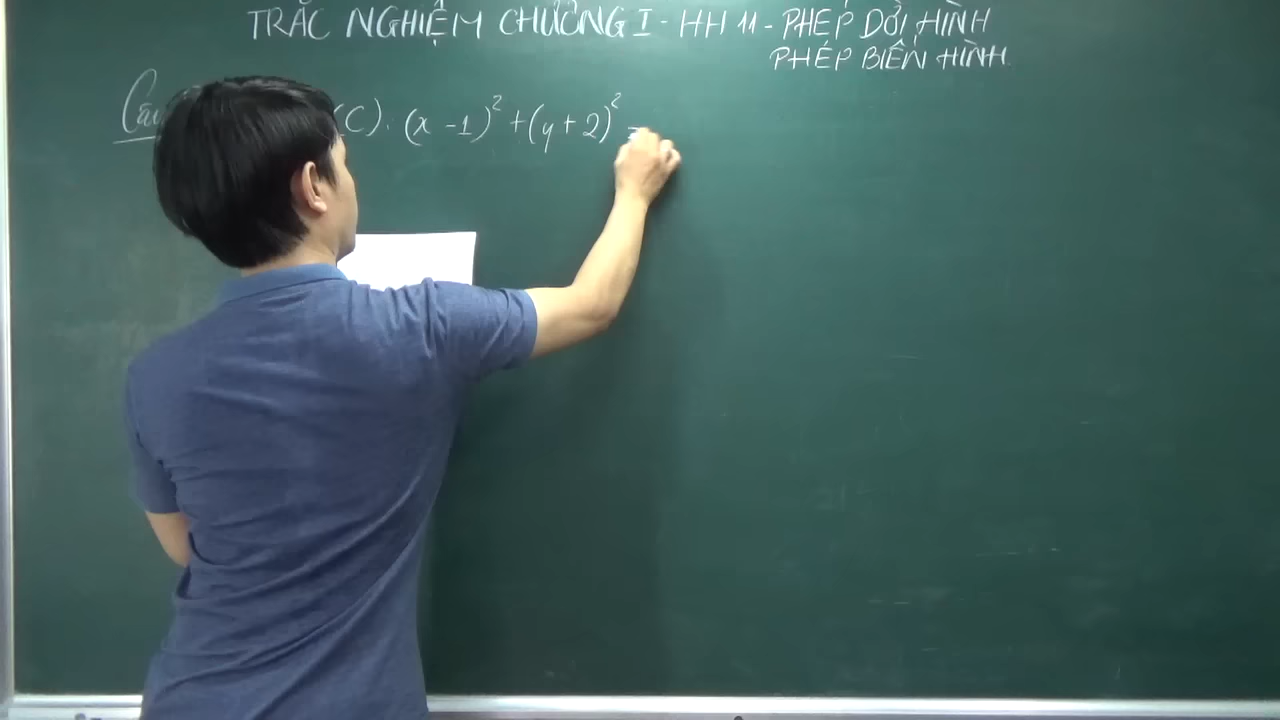 TRẮC NGHIỆM CHƯƠNG I - HH 11 - PHÉP DỜI HÌNH
PHÉP BIẾN HÌNH
(C): (x - 1)² + (y + 2)² =